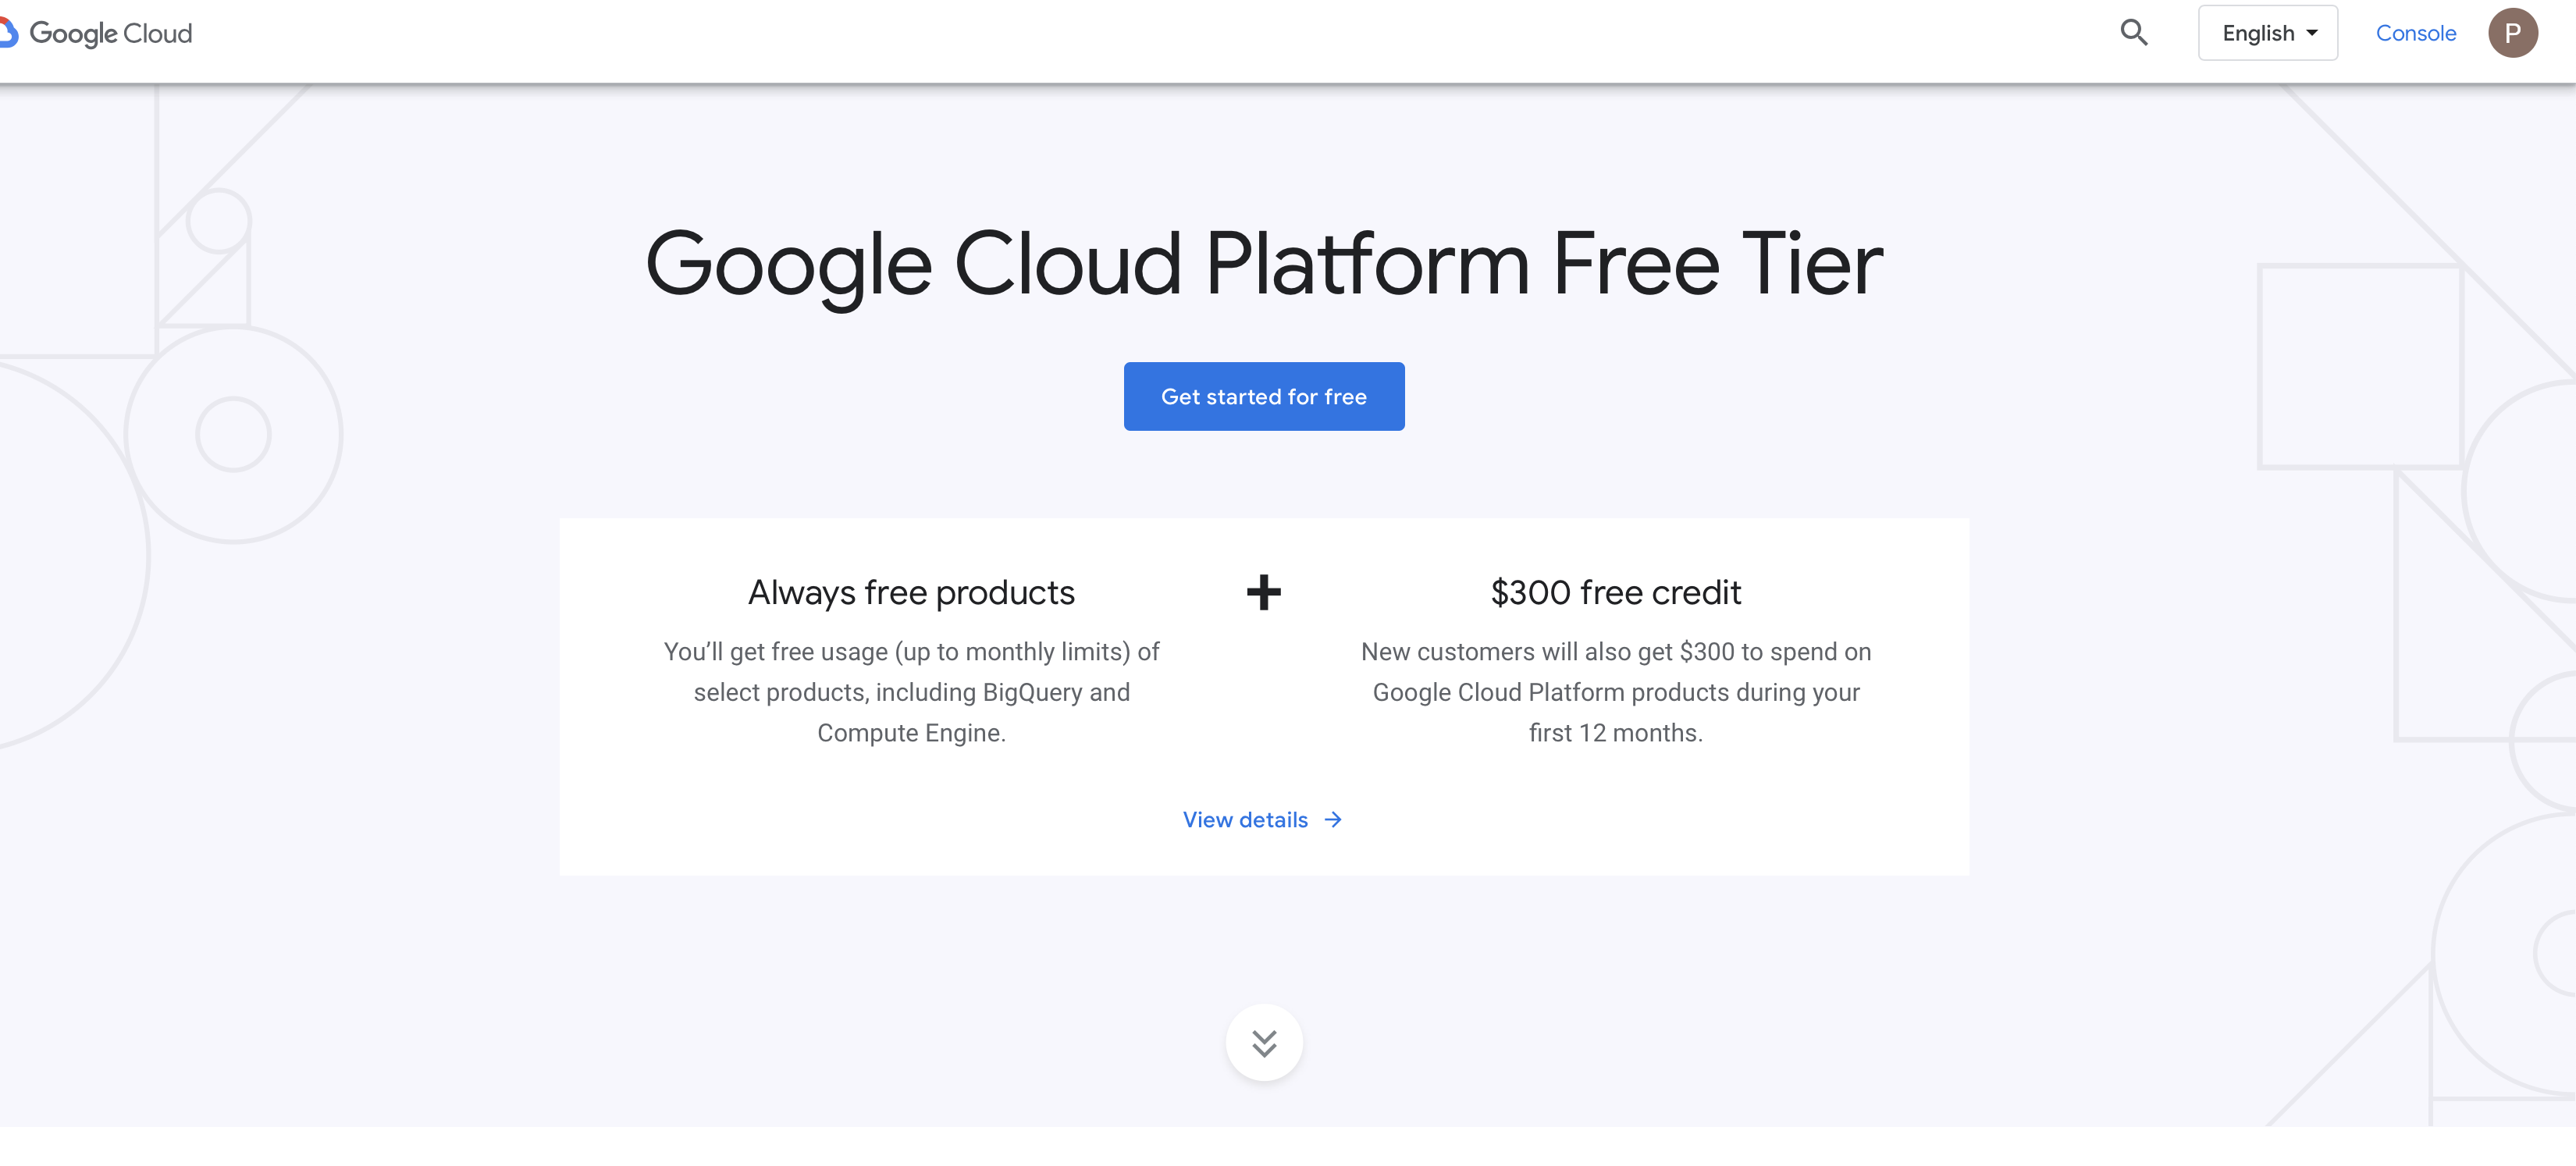 Google Cloud
English
Console
P
Google Cloud Platform Free Tier
Get started for free
Always free products
You’ll get free usage (up to monthly limits) of
select products, including BigQuery and
Compute Engine.
+
$300 free credit
New customers will also get $300 to spend on
Google Cloud Platform products during your
first 12 months.
View details